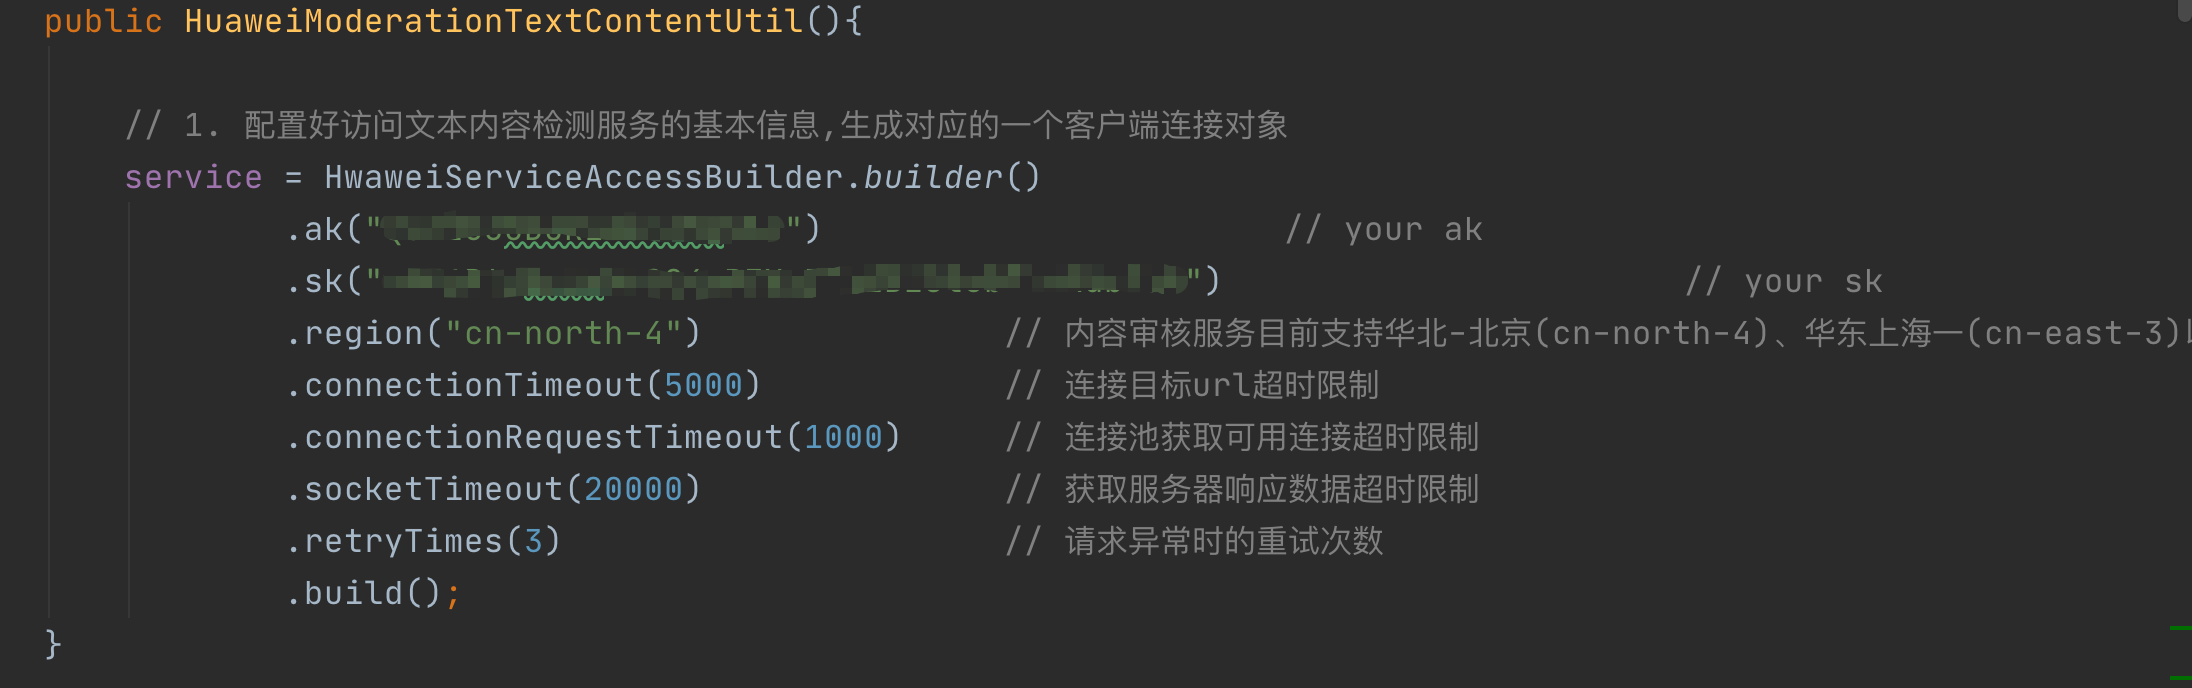 public HuaweiModerationTextContentUtil(){
// 1. 配置好访问文本内容检测服务的基本信息,生成对应的一个客户端连接对象
service = HwaweiServiceAccessBuilder.builder()
.ak("") // your ak
.sk("") // your sk
.region("cn-north-4") // 内容审核服务目前支持华北-北京(cn-north-4)、华东上海一(cn-east-3)
.connectionTimeout(5000) // 连接目标url超时限制
.connectionRequestTimeout(1000) // 连接池获取可用连接超时限制
.socketTimeout(20000) // 获取服务器响应数据超时限制
.retryTimes(3) // 请求异常时的重试次数
.build();
}